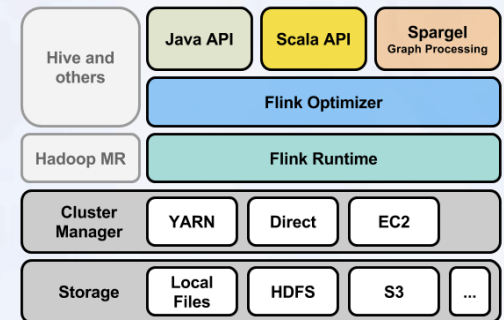 Hive and
others
Java API
Scala API
Spargel
Graph Processing
Flink Optimizer
Hadoop MR
Flink Runtime
Cluster
Manager
YARN
Direct
EC2
Storage
Local
Files
HDFS
S3
...